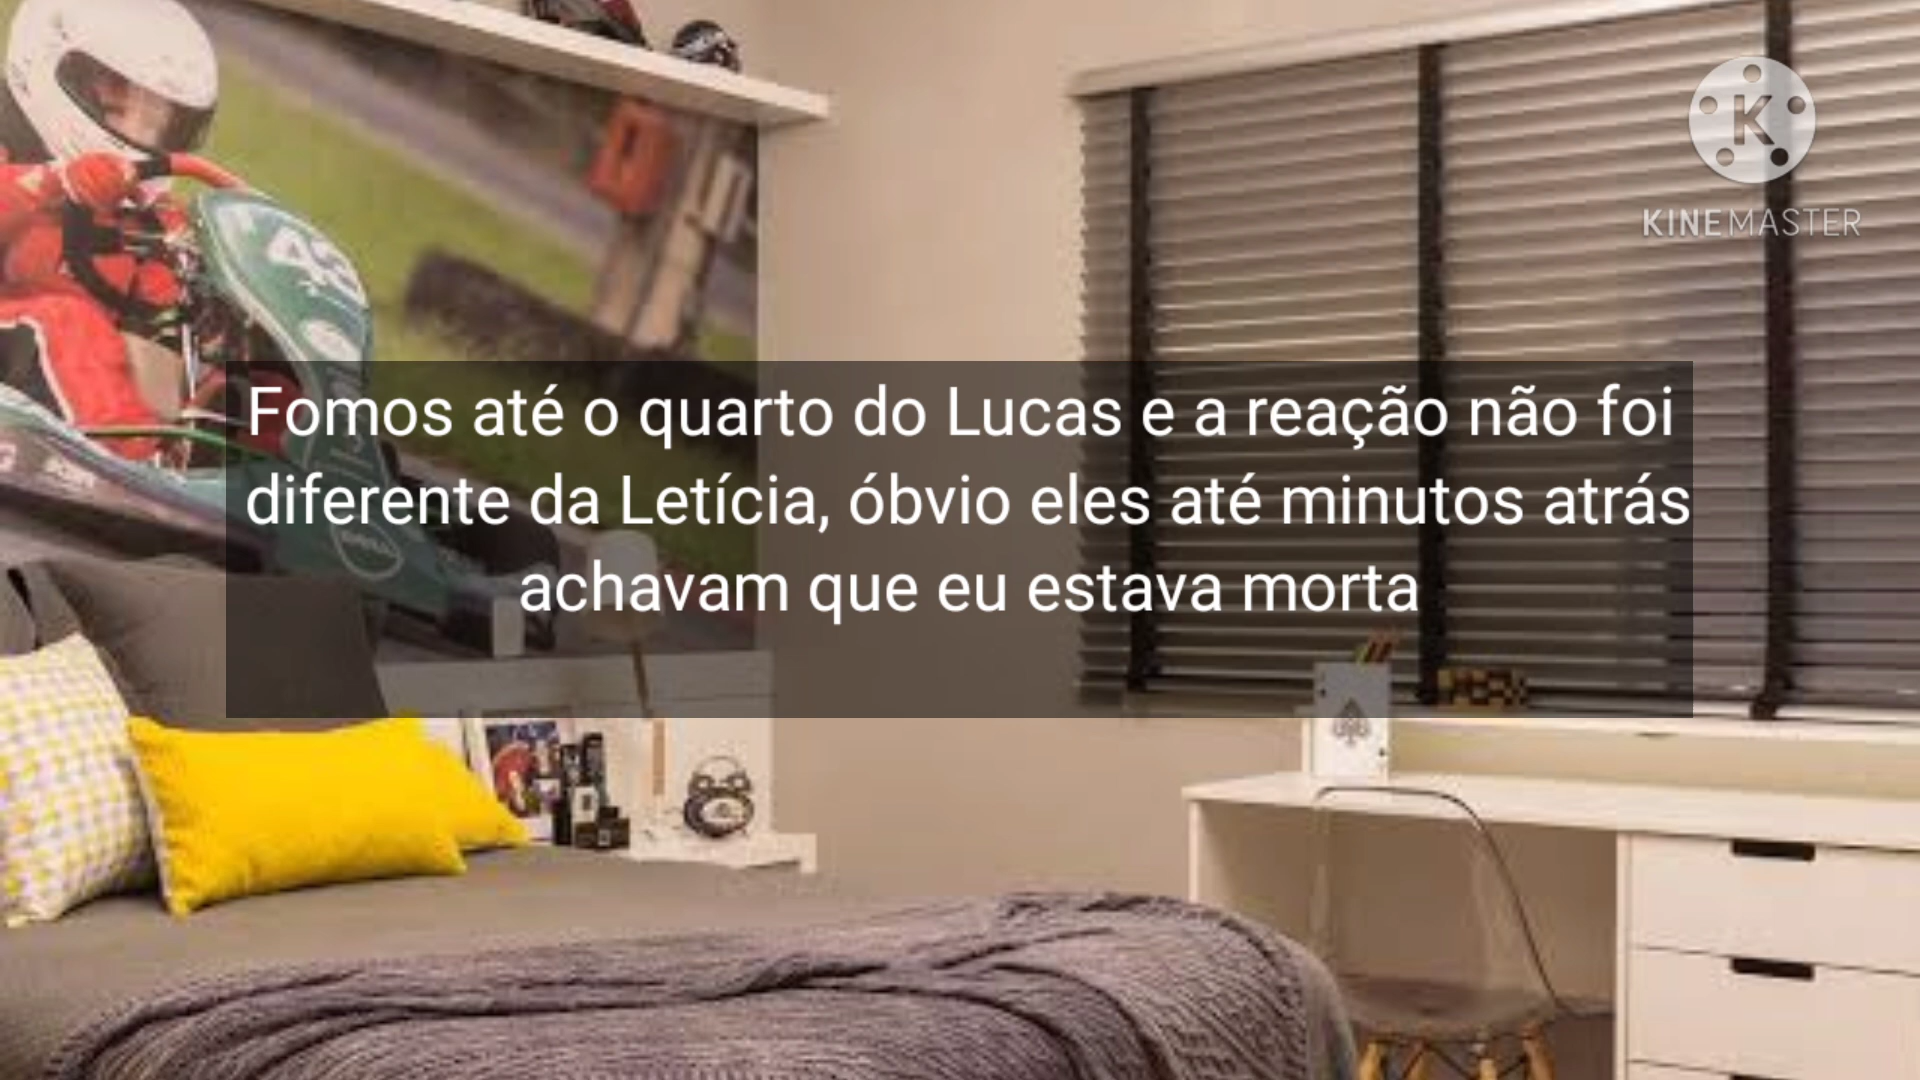 KINEMASTER
Fomos até o quarto do Lucas e a reação não foi
diferente da Letícia, óbvio eles até minutos atrás
achavam que eu estava morta